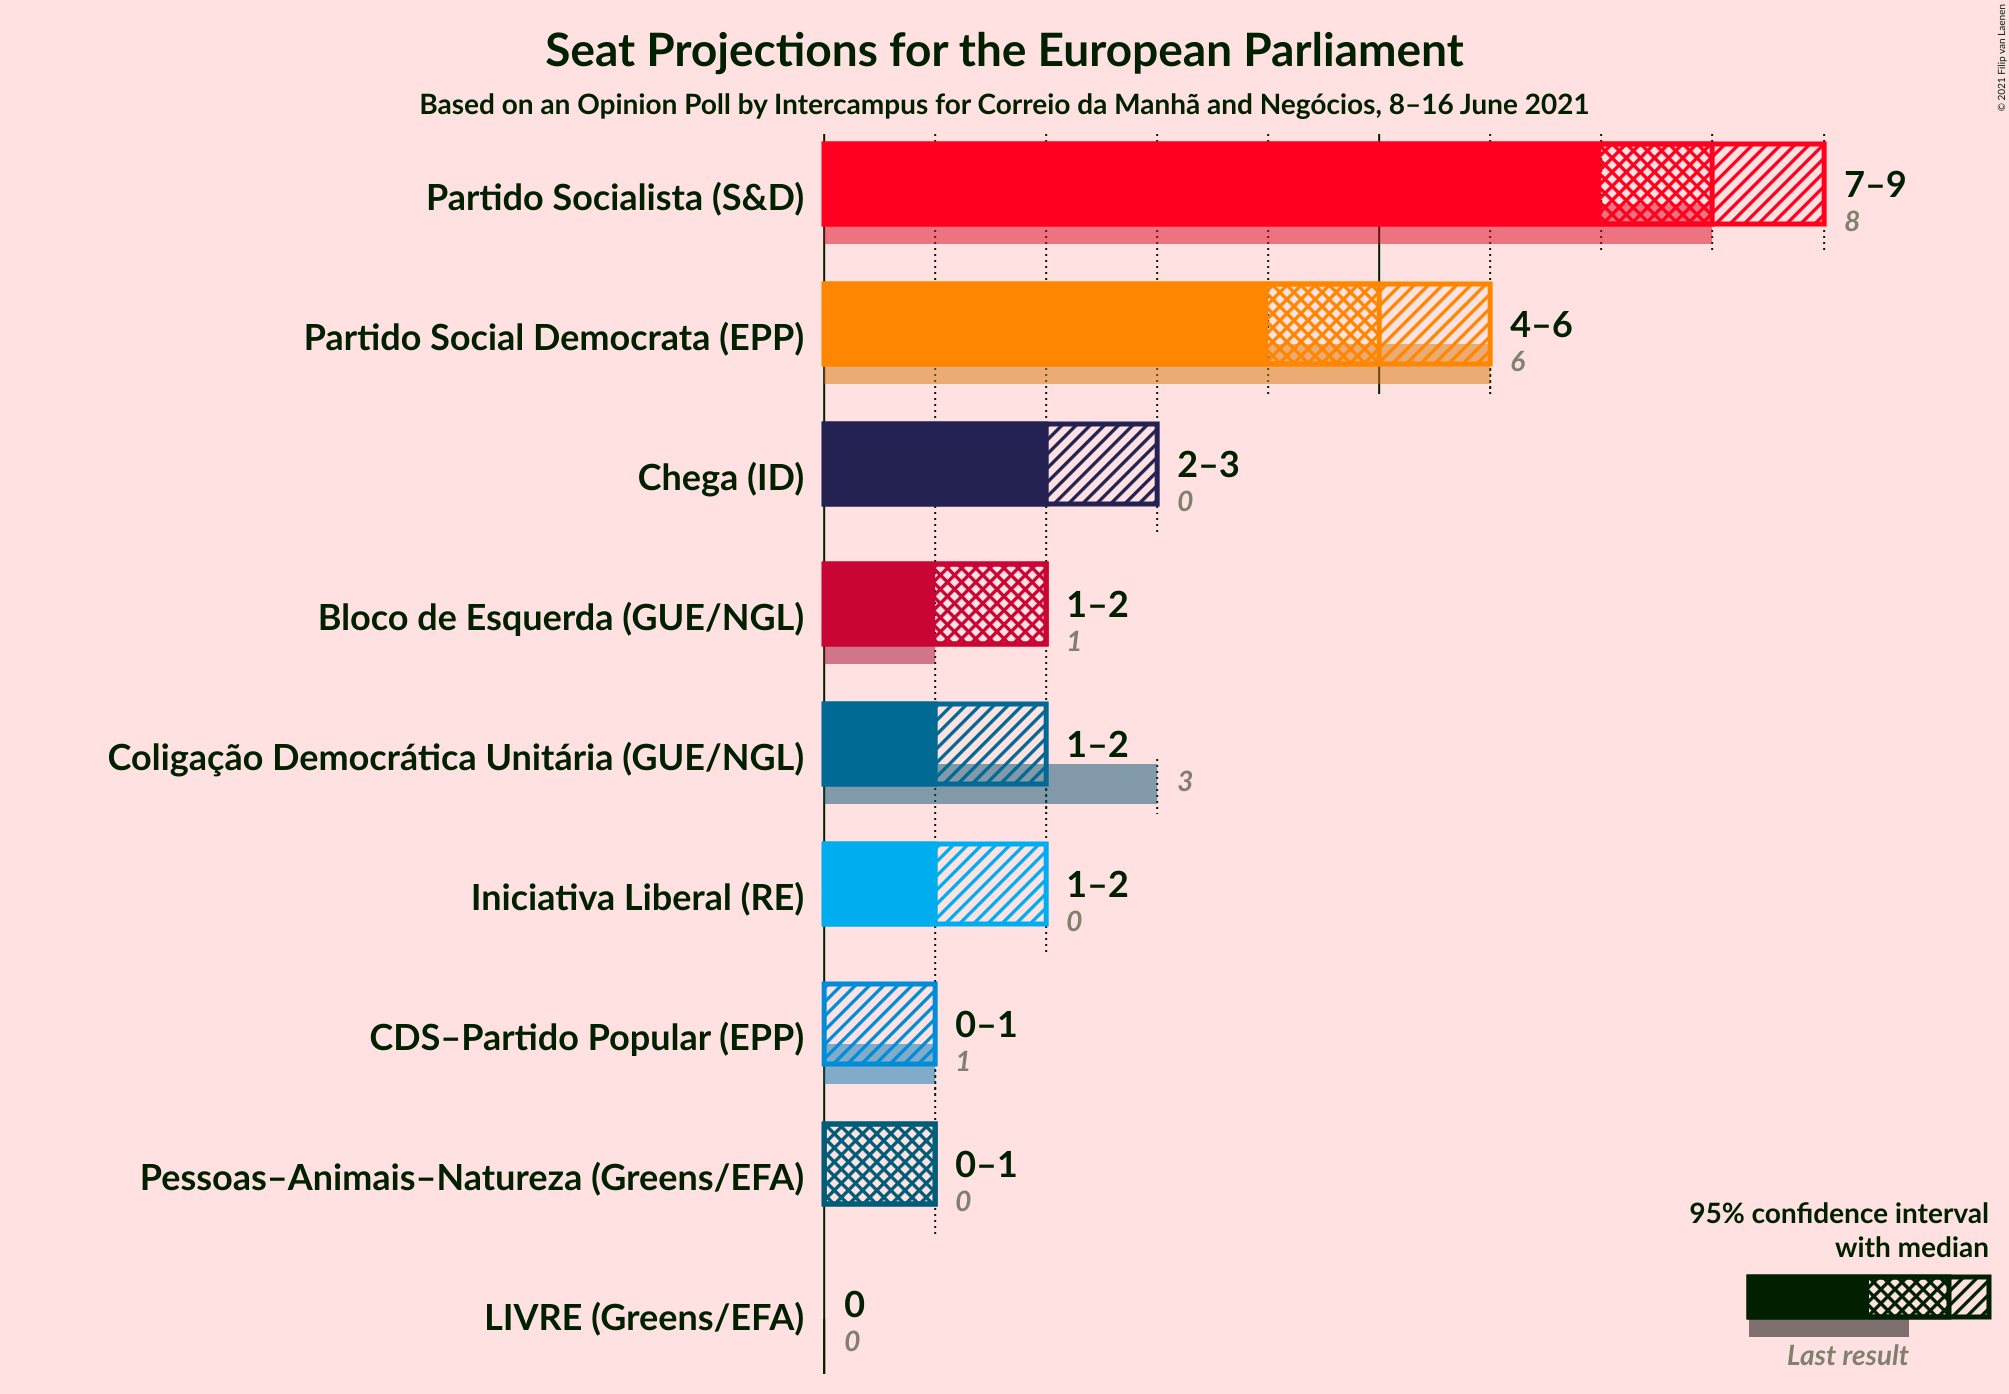 Seat Projections for the European Parliament
Based on an Opinion Poll by Intercampus for Correio da Manhã and Negócios, 8–16 June 2021
© 2021 Filip van Laenen
Partido Socialista (S&D)
7–9
8
Partido Social Democrata (EPP)
4–6
6
Chega (ID)
2–3
0
Bloco de Esquerda (GUE/NGL)
1–2
1
Coligação Democrática Unitária (GUE/NGL)
1–2
3
Iniciativa Liberal (RE)
1–2
0
CDS–Partido Popular (EPP)
0–1
1
Pessoas–Animais–Natureza (Greens/EFA)
0–1
0
LIVRE (Greens/EFA)
0
0
95% confidence interval
with median
Last result